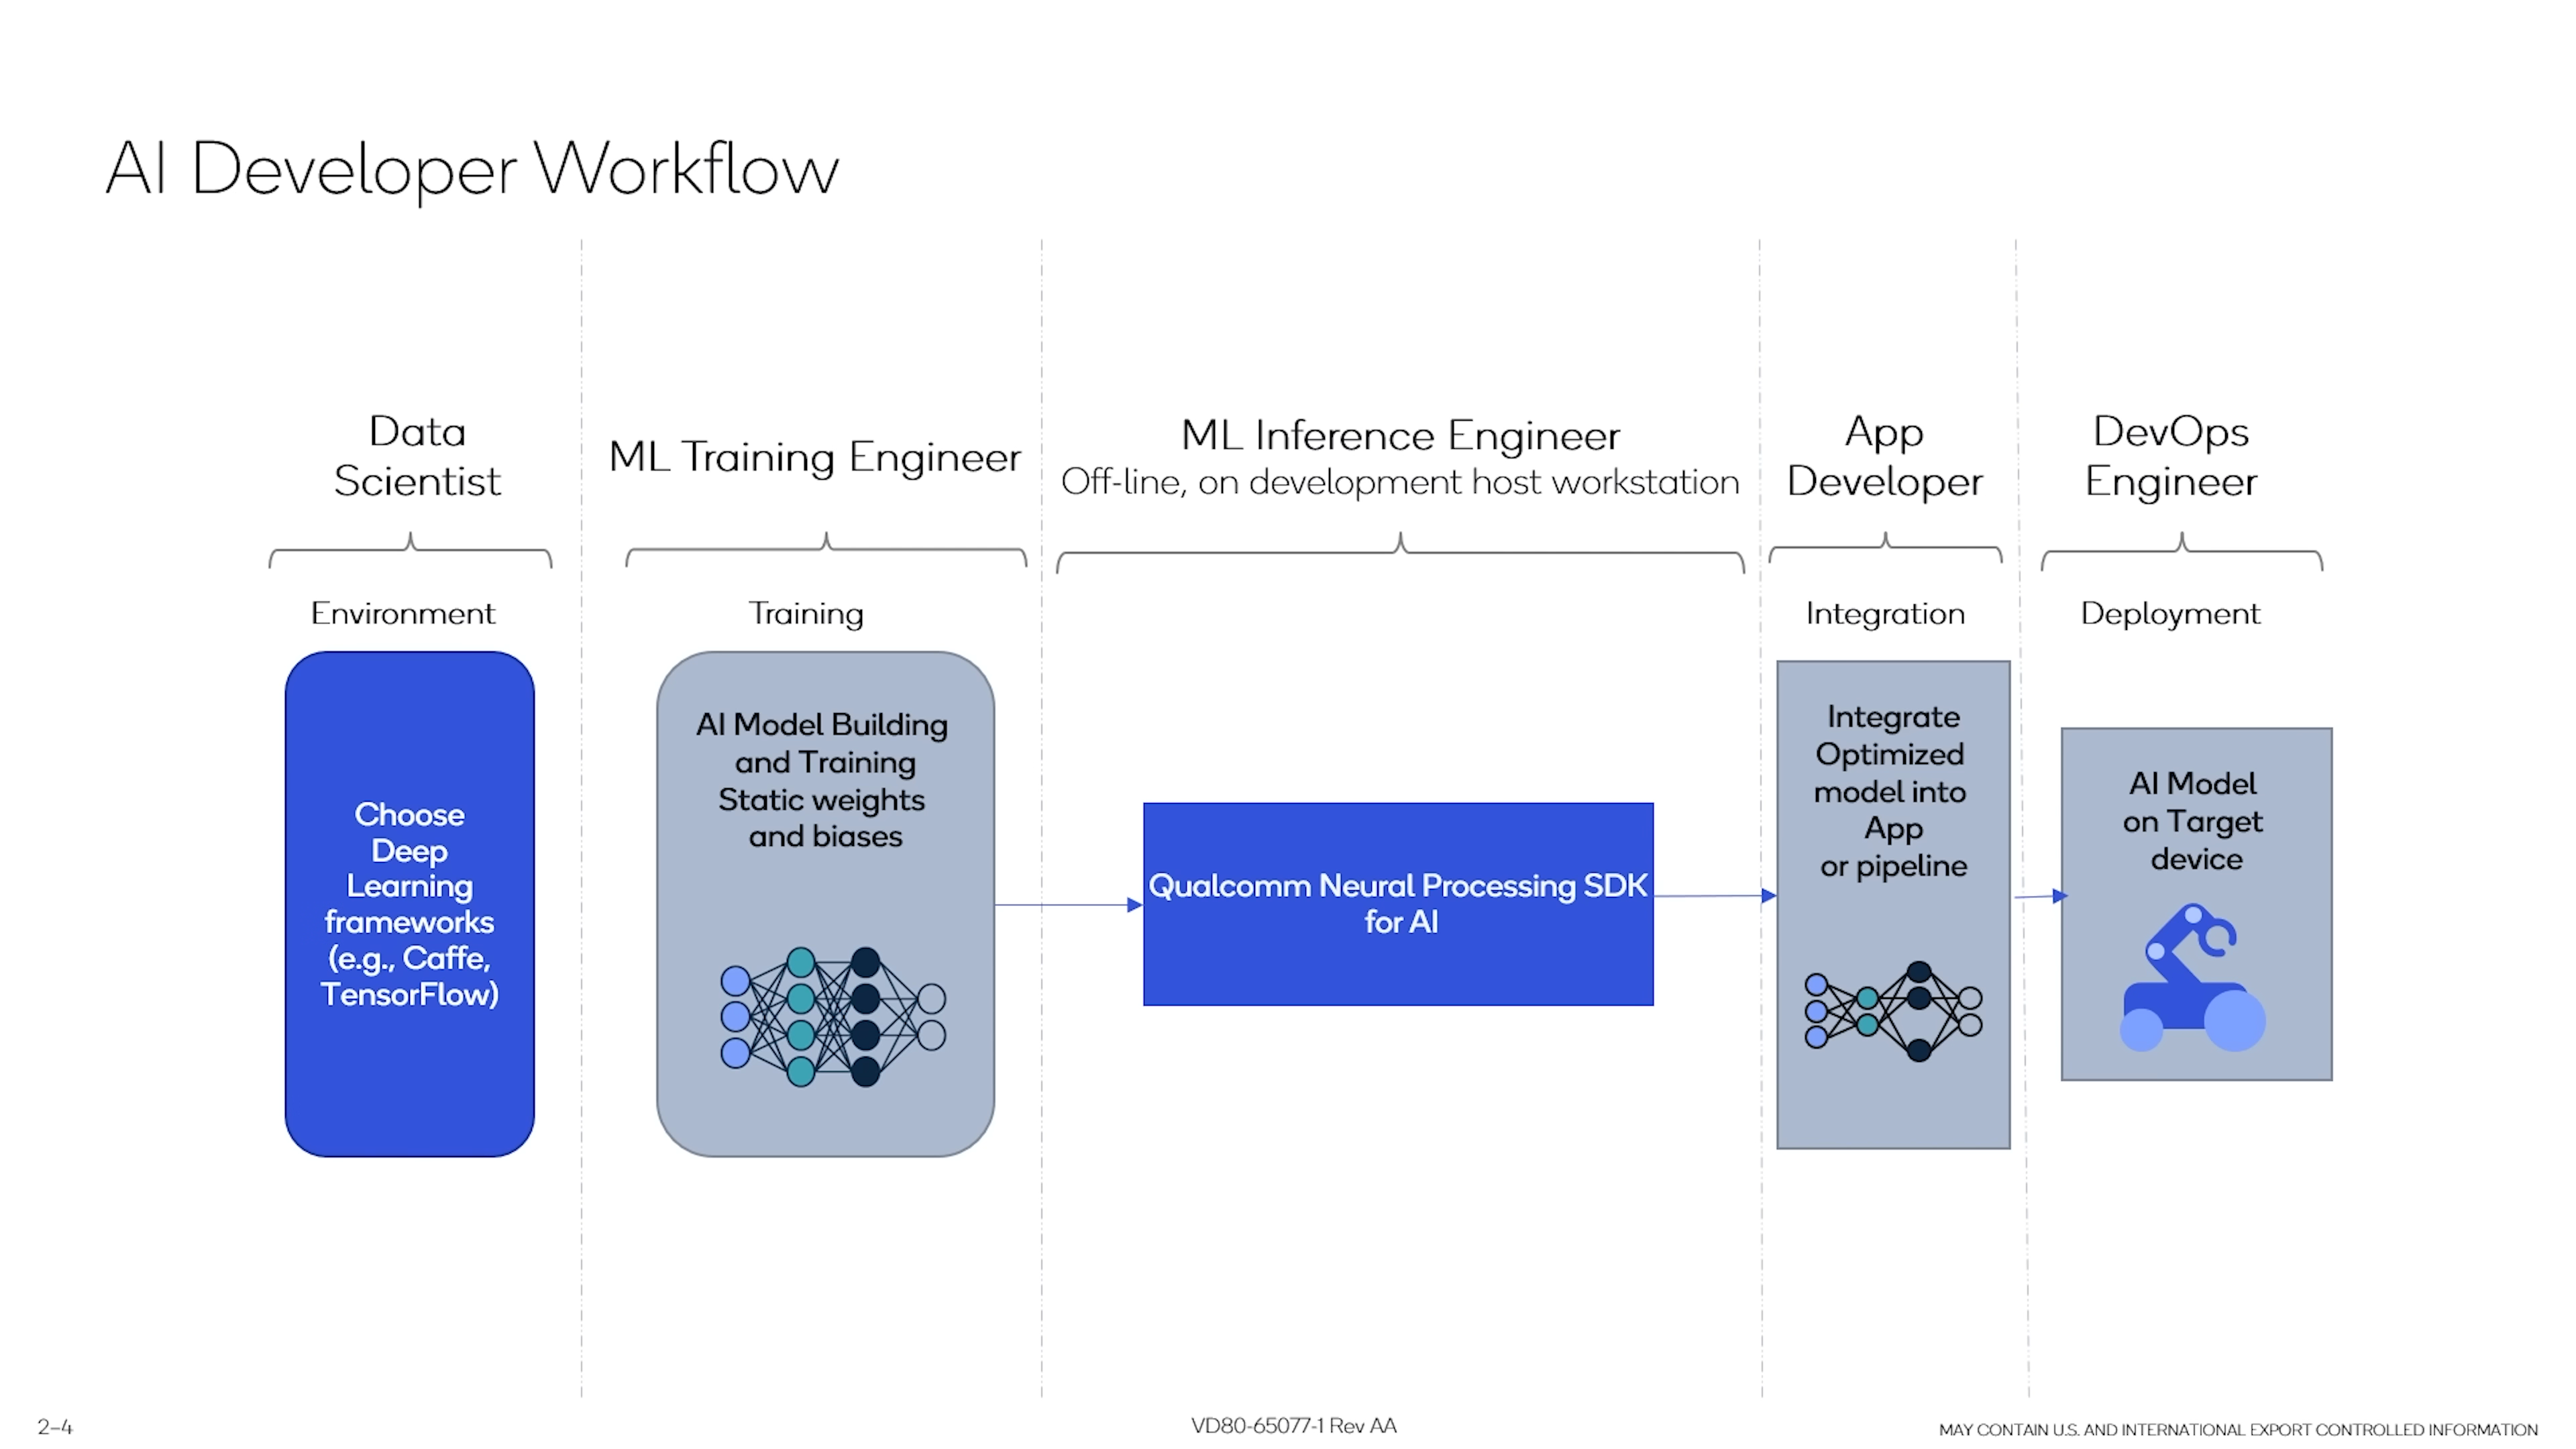 AI Developer Workflow
Data
Scientist
ML Training Engineer
ML Inference Engineer
Off-line, on development host workstation
App
Developer
DevOps
Engineer
Environment
Training
Integration
Deployment
Choose
Deep
Learning
frameworks
(e.g., Caffe,
TensorFlow)
AI Model Building
and Training
Static weights
and biases
Qualcomm Neural Processing SDK
for AI
Integrate
Optimized
model into
App
or pipeline
AI Model
on Target
device
2–4
VD80-65077-1 Rev AA
MAY CONTAIN U.S. AND INTERNATIONAL EXPORT CONTROLLED INFORMATION